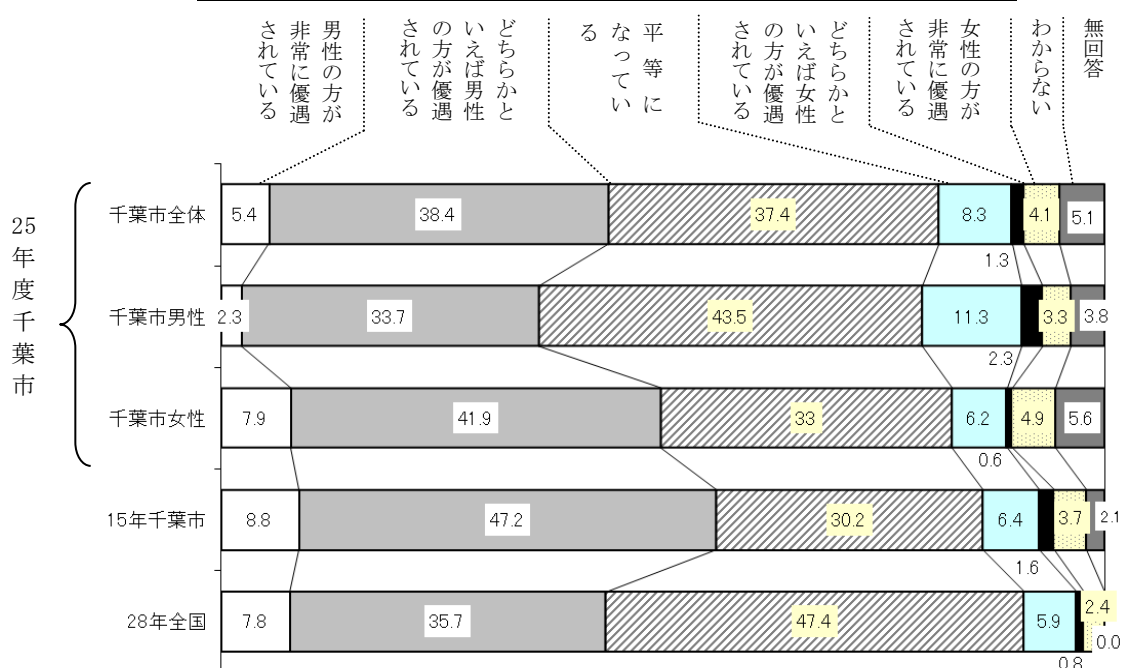 男性の方が
非常に優遇
されている
どちらかと
いえば男性
の方が優遇
されている
平等に
なってい
る
どちらかと
いえば女性
の方が優遇
されている
女性の方が
非常に優遇
されている
わからない
無回答
25年度千葉市
千葉市全体
5.4
38.4
37.4
8.3
1.3
4.1
5.1
千葉市男性
2.3
33.7
43.5
11.3
2.3
3.3
3.8
千葉市女性
7.9
41.9
33
6.2
0.6
4.9
5.6
15年千葉市
8.8
47.2
30.2
6.4
1.6
3.7
2.1
28年全国
7.8
35.7
47.4
5.9
0.8
2.4
0.0